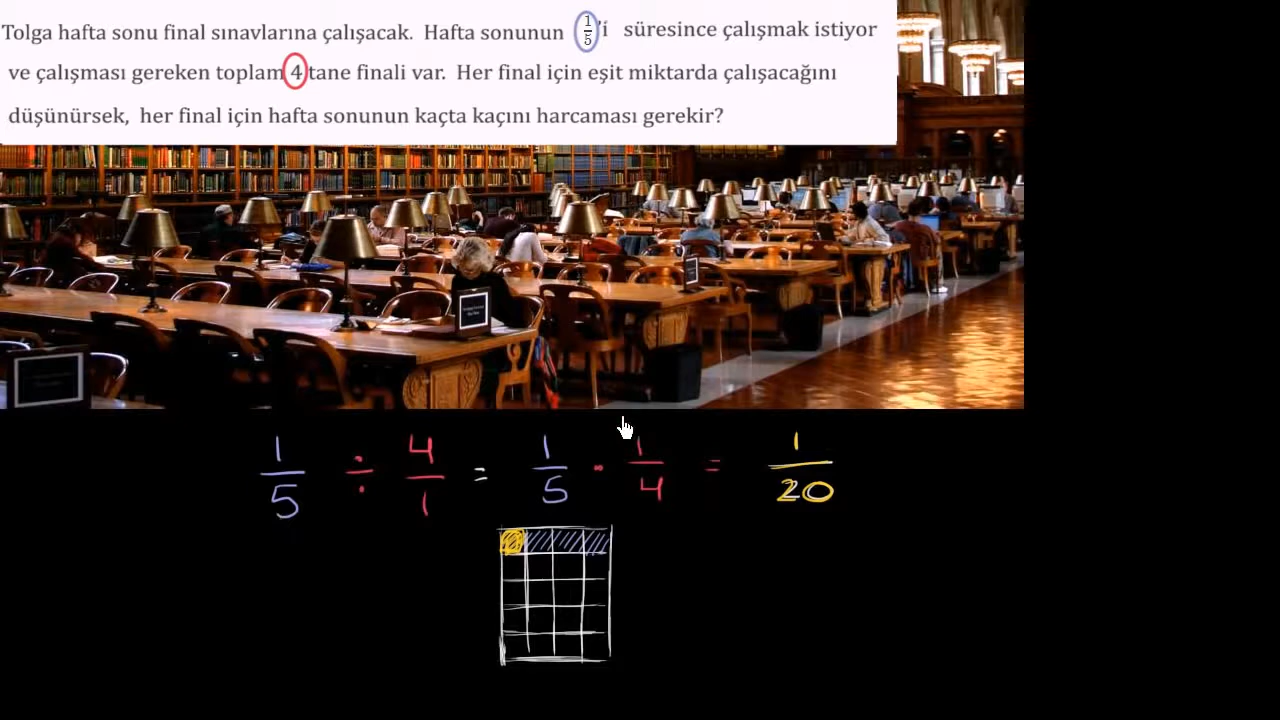 Tolga hafta sonu final sınavlarına çalışacak. Hafta sonunun 1/5'i süresince çalışmak istiyor
ve çalışması gereken toplam 4 tane finali var. Her final için eşit miktarda çalışacağını
düşünürsek, her final için hafta sonunun kaçta kaçını harcaması gerekir?
1/5 ÷ 4/1 = 1/5 · 1/4 = 1/20